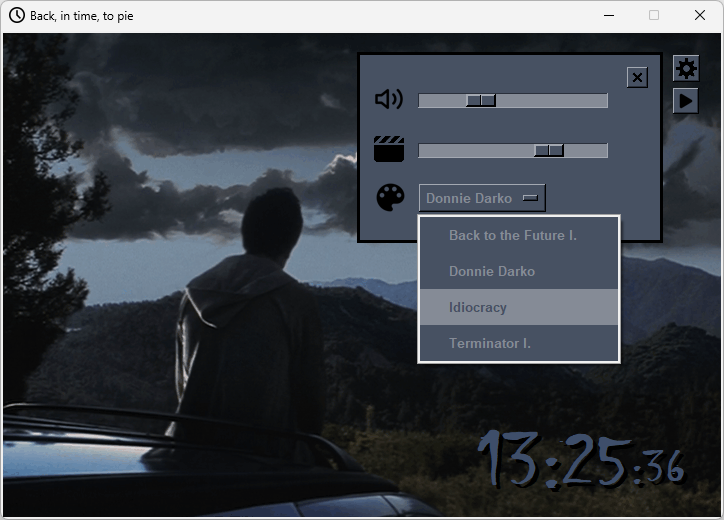 Back, in time, to pie
Donnie Darko
Back to the Future I.
Donnie Darko
Idiocracy
Terminator I.
13:25:36